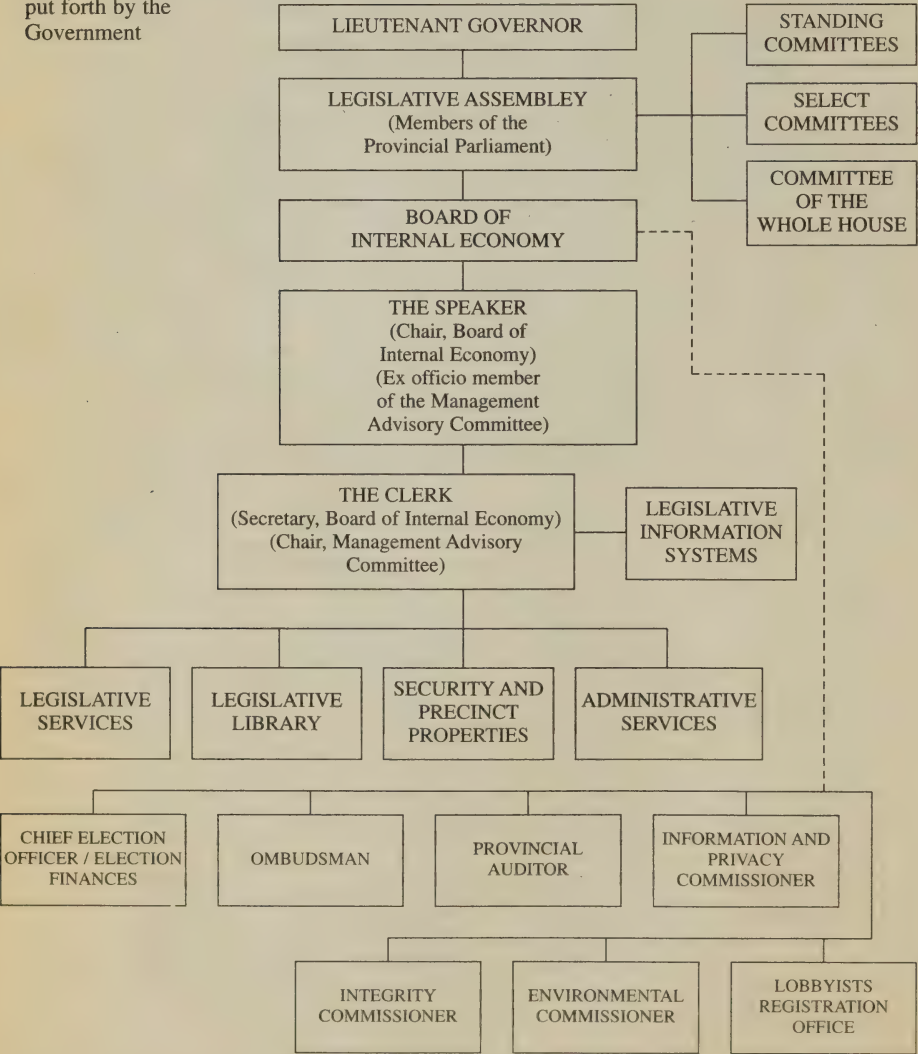 put forth by the
Government
LIEUTENANT GOVERNOR
LEGISLATIVE ASSEMBLY
(Members of the
Provincial Parliament)
STANDING
COMMITTEES
SELECT
COMMITTEES
COMMITTEE
OF THE
WHOLE HOUSE
BOARD OF
INTERNAL ECONOMY
THE SPEAKER
(Chair, Board of
Internal Economy)
(Ex officio member
of the Management
Advisory Committee)
THE CLERK
(Secretary, Board of Internal Economy)
(Chair, Management Advisory
Committee)
LEGISLATIVE
INFORMATION
SYSTEMS
LEGISLATIVE
SERVICES
LEGISLATIVE
LIBRARY
SECURITY AND
PRECINCT
PROPERTIES
ADMINISTRATIVE
SERVICES
CHIEF ELECTION
OFFICER / ELECTION
FINANCES
OMBUDSMAN
PROVINCIAL
AUDITOR
INFORMATION AND
PRIVACY
COMMISSIONER
INTEGRITY
COMMISSIONER
ENVIRONMENTAL
COMMISSIONER
LOBBYISTS
REGISTRATION
OFFICE